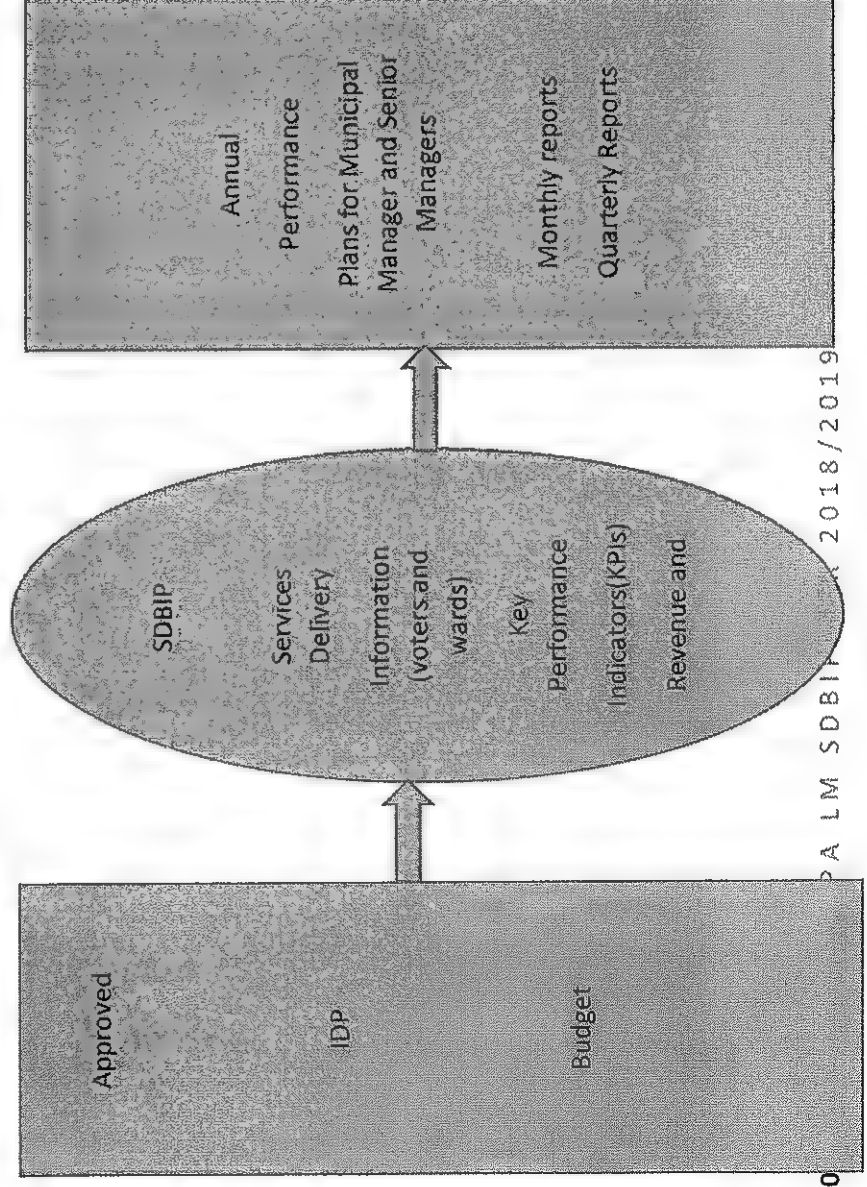 Approved
IDP
Budget
SDBIP
Services
Delivery
Information
(voters and
wards)
Key
Performance
Indicators(KPIs)
Revenue and
Annual
Performance
Plans for Municipal
Manager and Senior
Managers
Monthly reports
Quarterly Reports
LM 2018/2019